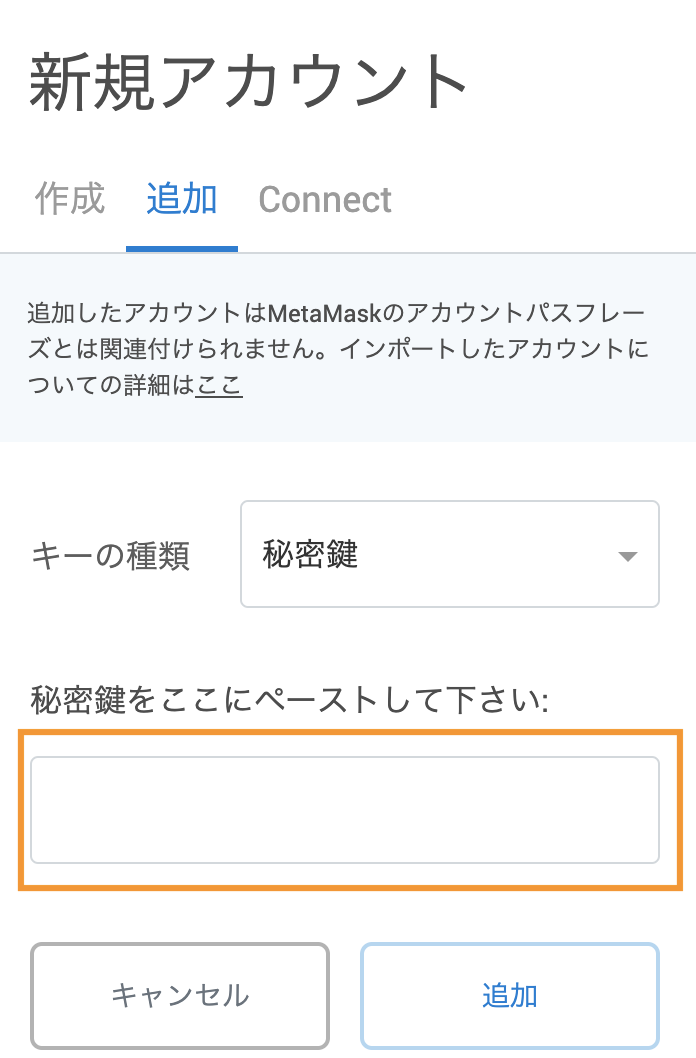 新規アカウント
作成
追加
Connect
追加したアカウントはMetaMaskのアカウントパスフレー
ズとは関連付けられません。インポートしたアカウントに
ついての詳細はここ
キーの種類
秘密鍵
秘密鍵をここにペーストして下さい:
キャンセル
追加